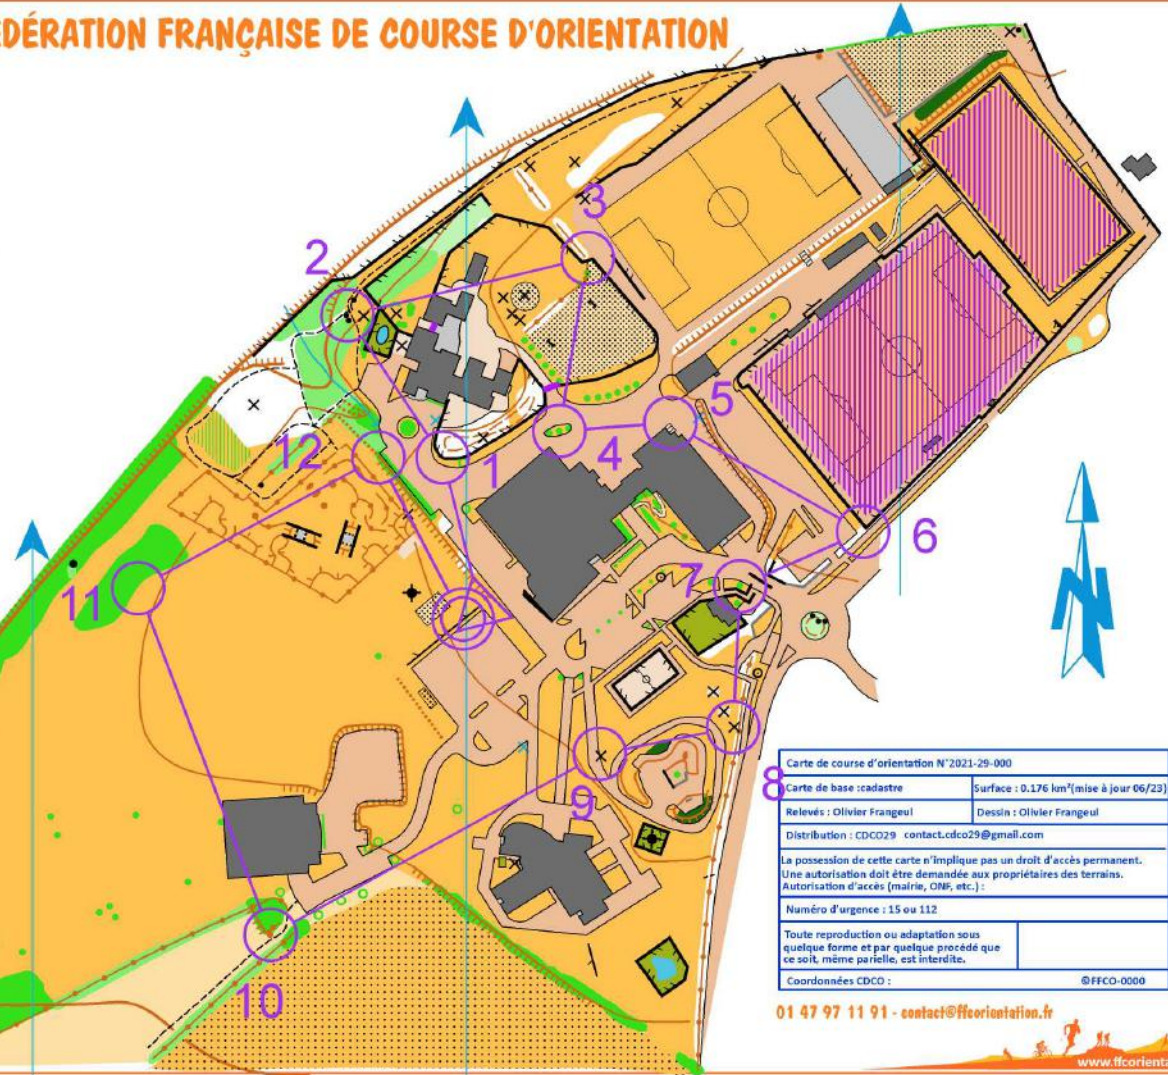 ÉDÉRATION FRANÇAISE DE COURSE D'ORIENTATION
3
2
5
12
1
4
6
7
11
N
8
9
10
Carte de course d'orientation N°2021-29-000
Carte de base :cadastre
Surface : 0.176 km²(mise à jour 06/23)
Relevés : Olivier Frangeul
Dessin : Olivier Frangeul
Distribution : CDCO29 contact.cdco29@gmail.com
La possession de cette carte n'implique pas un droit d'accès permanent.
Une autorisation doit être demandée aux propriétaires des terrains.
Autorisation d'accès (mairie, ONF, etc.) :
Numéro d'urgence : 15 ou 112
Toute reproduction ou adaptation sous
quelque forme et par quelque procédé que
ce soit, même parielle, est interdite.
Coordonnées CDCO :
©FFCO-0000
01 47 97 11 91 - contact@ffcorientation.fr
www.ffcorienta